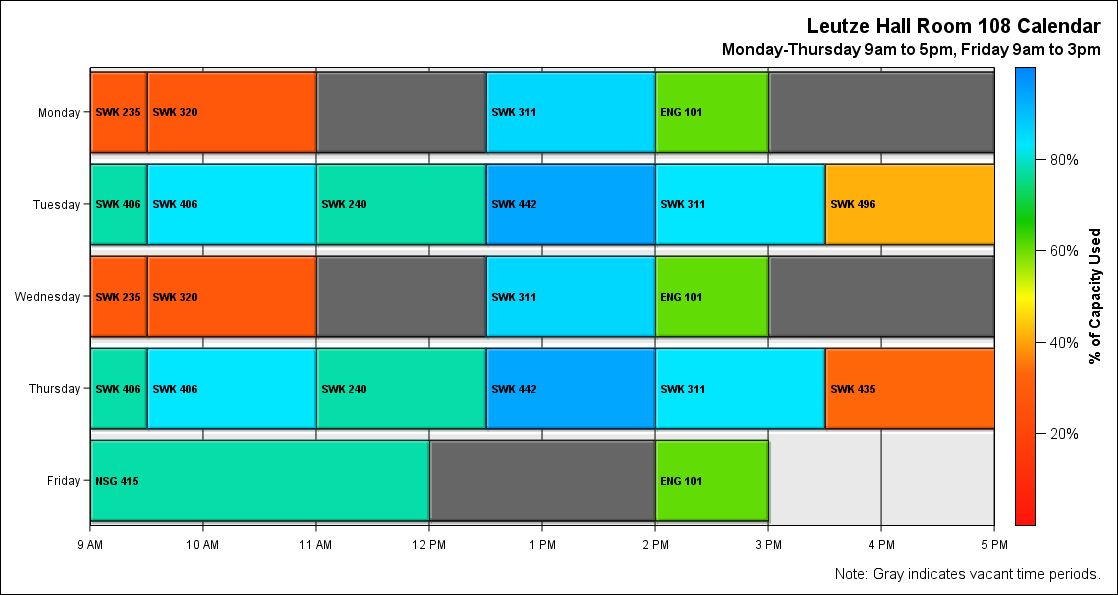 Leutze Hall Room 108 Calendar
Monday-Thursday 9am to 5pm, Friday 9am to 3pm
Monday
SWK 235
SWK 320
SWK 311
ENG 101
Tuesday
SWK 406
SWK 406
SWK 240
SWK 442
SWK 311
SWK 496
Wednesday
SWK 235
SWK 320
SWK 311
ENG 101
Thursday
SWK 406
SWK 406
SWK 240
SWK 442
SWK 311
SWK 435
Friday
NSG 415
ENG 101
9 AM
10 AM
11 AM
12 PM
1 PM
2 PM
3 PM
4 PM
5 PM
80%
60%
40%
20%
% of Capacity Used
Note: Gray indicates vacant time periods.